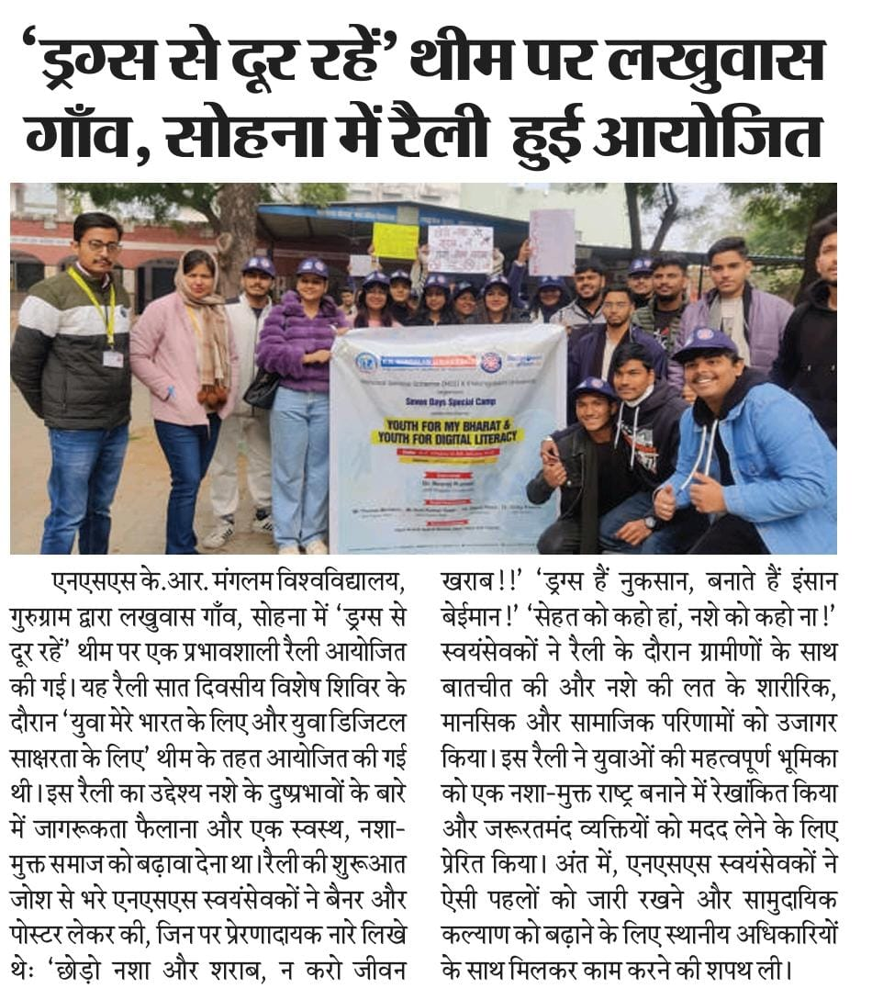 ‘ड्रग्स से दूर रहें’ थीम पर लखुवास
गाँव, सोहना में रैली हुई आयोजित
Seven Days Special Camp
YOUTH FOR MY BHARAT &
YOUTH FOR DIGITAL LITERACY
एनएसएस के.आर. मंगलम विश्वविद्यालय,
गुरुग्राम द्वारा लखुवास गाँव, सोहना में ‘ड्रग्स से
दूर रहें’ थीम पर एक प्रभावशाली रैली आयोजित
की गई। यह रैली सात दिवसीय विशेष शिविर के
दौरान ‘युवा मेरे भारत के लिए और युवा डिजिटल
साक्षरता के लिए’ थीम के तहत आयोजित की गई
थी। इस रैली का उद्देश्य नशे के दुष्प्रभावों के बारे
में जागरूकता फैलाना और एक स्वस्थ, नशा-
मुक्त समाज को बढ़ावा देना था। रैली की शुरूआत
जोश से भरे एनएसएस स्वयंसेवकों ने बैनर और
पोस्टर लेकर की, जिन पर प्रेरणादायक नारे लिखे
थेः ‘छोड़ो नशा और शराब, न करो जीवन
खराब!!’ ‘ड्रग्स हैं नुकसान, बनाते हैं इंसान
बेईमान!’ ‘सेहत को कहो हां, नशे को कहो ना!’
स्वयंसेवकों ने रैली के दौरान ग्रामीणों के साथ
बातचीत की और नशे की लत के शारीरिक,
मानसिक और सामाजिक परिणामों को उजागर
किया। इस रैली ने युवाओं की महत्वपूर्ण भूमिका
को एक नशा-मुक्त राष्ट्र बनाने में रेखांकित किया
और जरूरतमंद व्यक्तियों को मदद लेने के लिए
प्रेरित किया। अंत में, एनएसएस स्वयंसेवकों ने
ऐसी पहलों को जारी रखने और सामुदायिक
कल्याण को बढ़ाने के लिए स्थानीय अधिकारियों
के साथ मिलकर काम करने की शपथ ली।